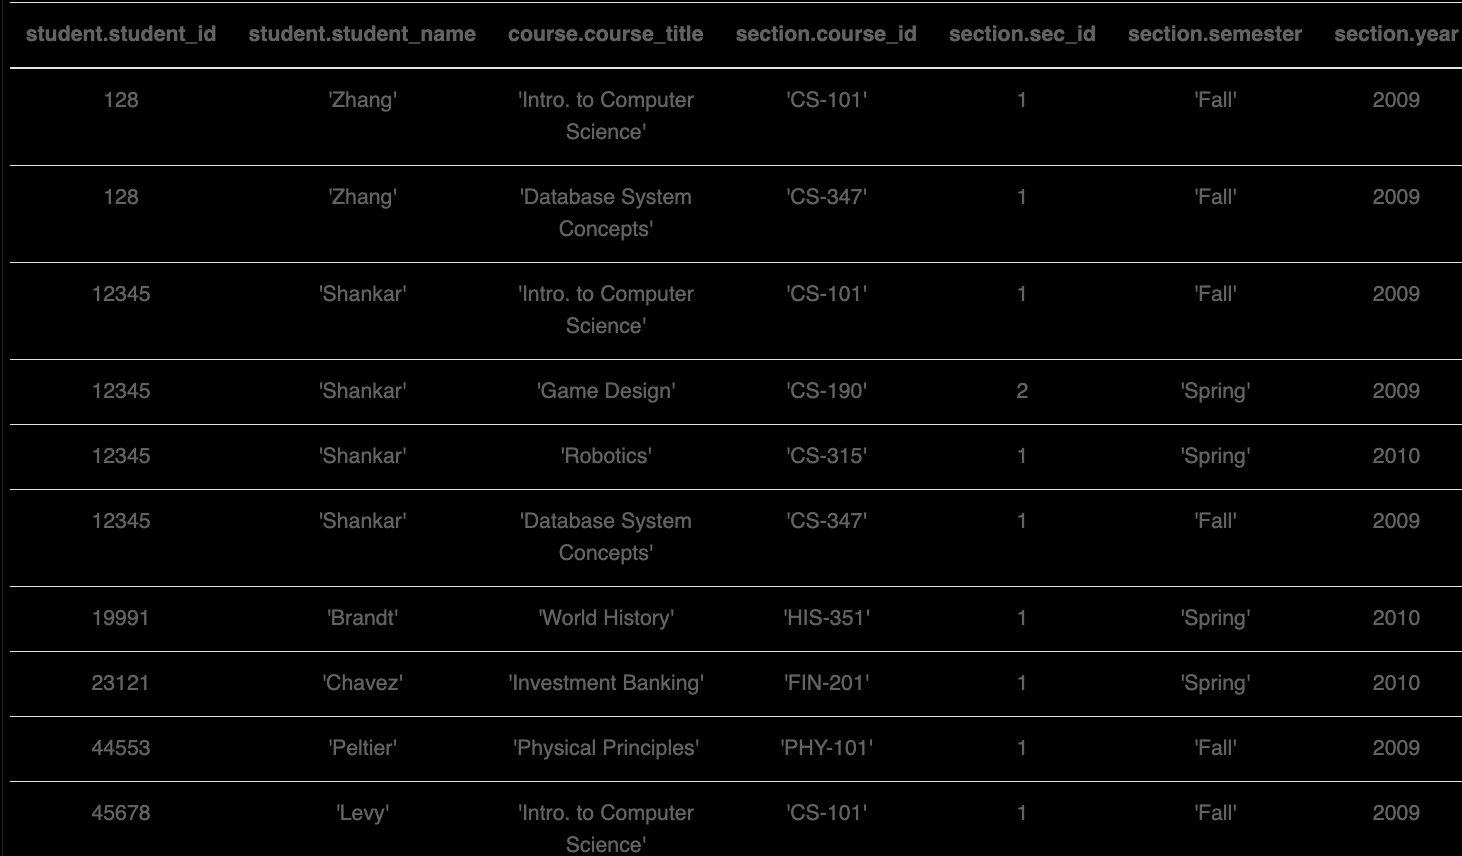 student.student_id student.student_name course.course_title section.course_id section.sec_id section.semester section.year
128 'Zhang' 'Intro. to Computer 'CS-101' 1 'Fall' 2009
Science'
128 'Zhang' 'Database System 'CS-347' 1 'Fall' 2009
Concepts'
12345 'Shankar' 'Intro. to Computer 'CS-101' 1 'Fall' 2009
Science'
12345 'Shankar' 'Game Design' 'CS-190' 2 'Spring' 2009
12345 'Shankar' 'Robotics' 'CS-315' 1 'Spring' 2010
12345 'Shankar' 'Database System 'CS-347' 1 'Fall' 2009
Concepts'
19991 'Brandt' 'World History' 'HIS-351' 1 'Spring' 2010
23121 'Chavez' 'Investment Banking' 'FIN-201' 1 'Spring' 2010
44553 'Peltier' 'Physical Principles' 'PHY-101' 1 'Fall' 2009
45678 'Levy' 'Intro. to Computer 'CS-101' 1 'Fall' 2009
Science'